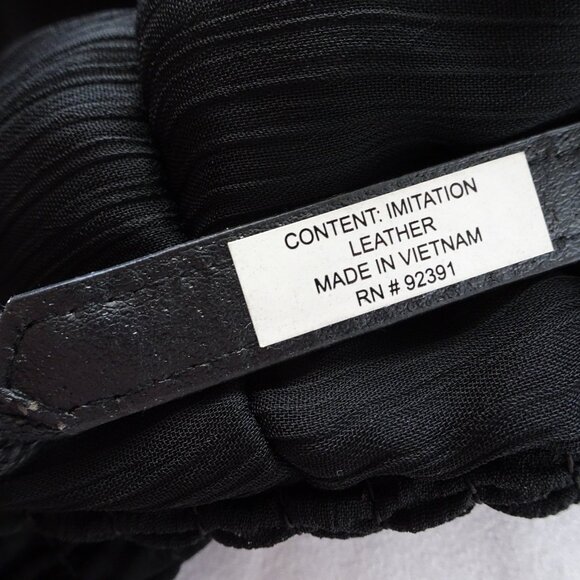 CONTENT: IMITATION
LEATHER
MADE IN VIETNAM
RN # 92391